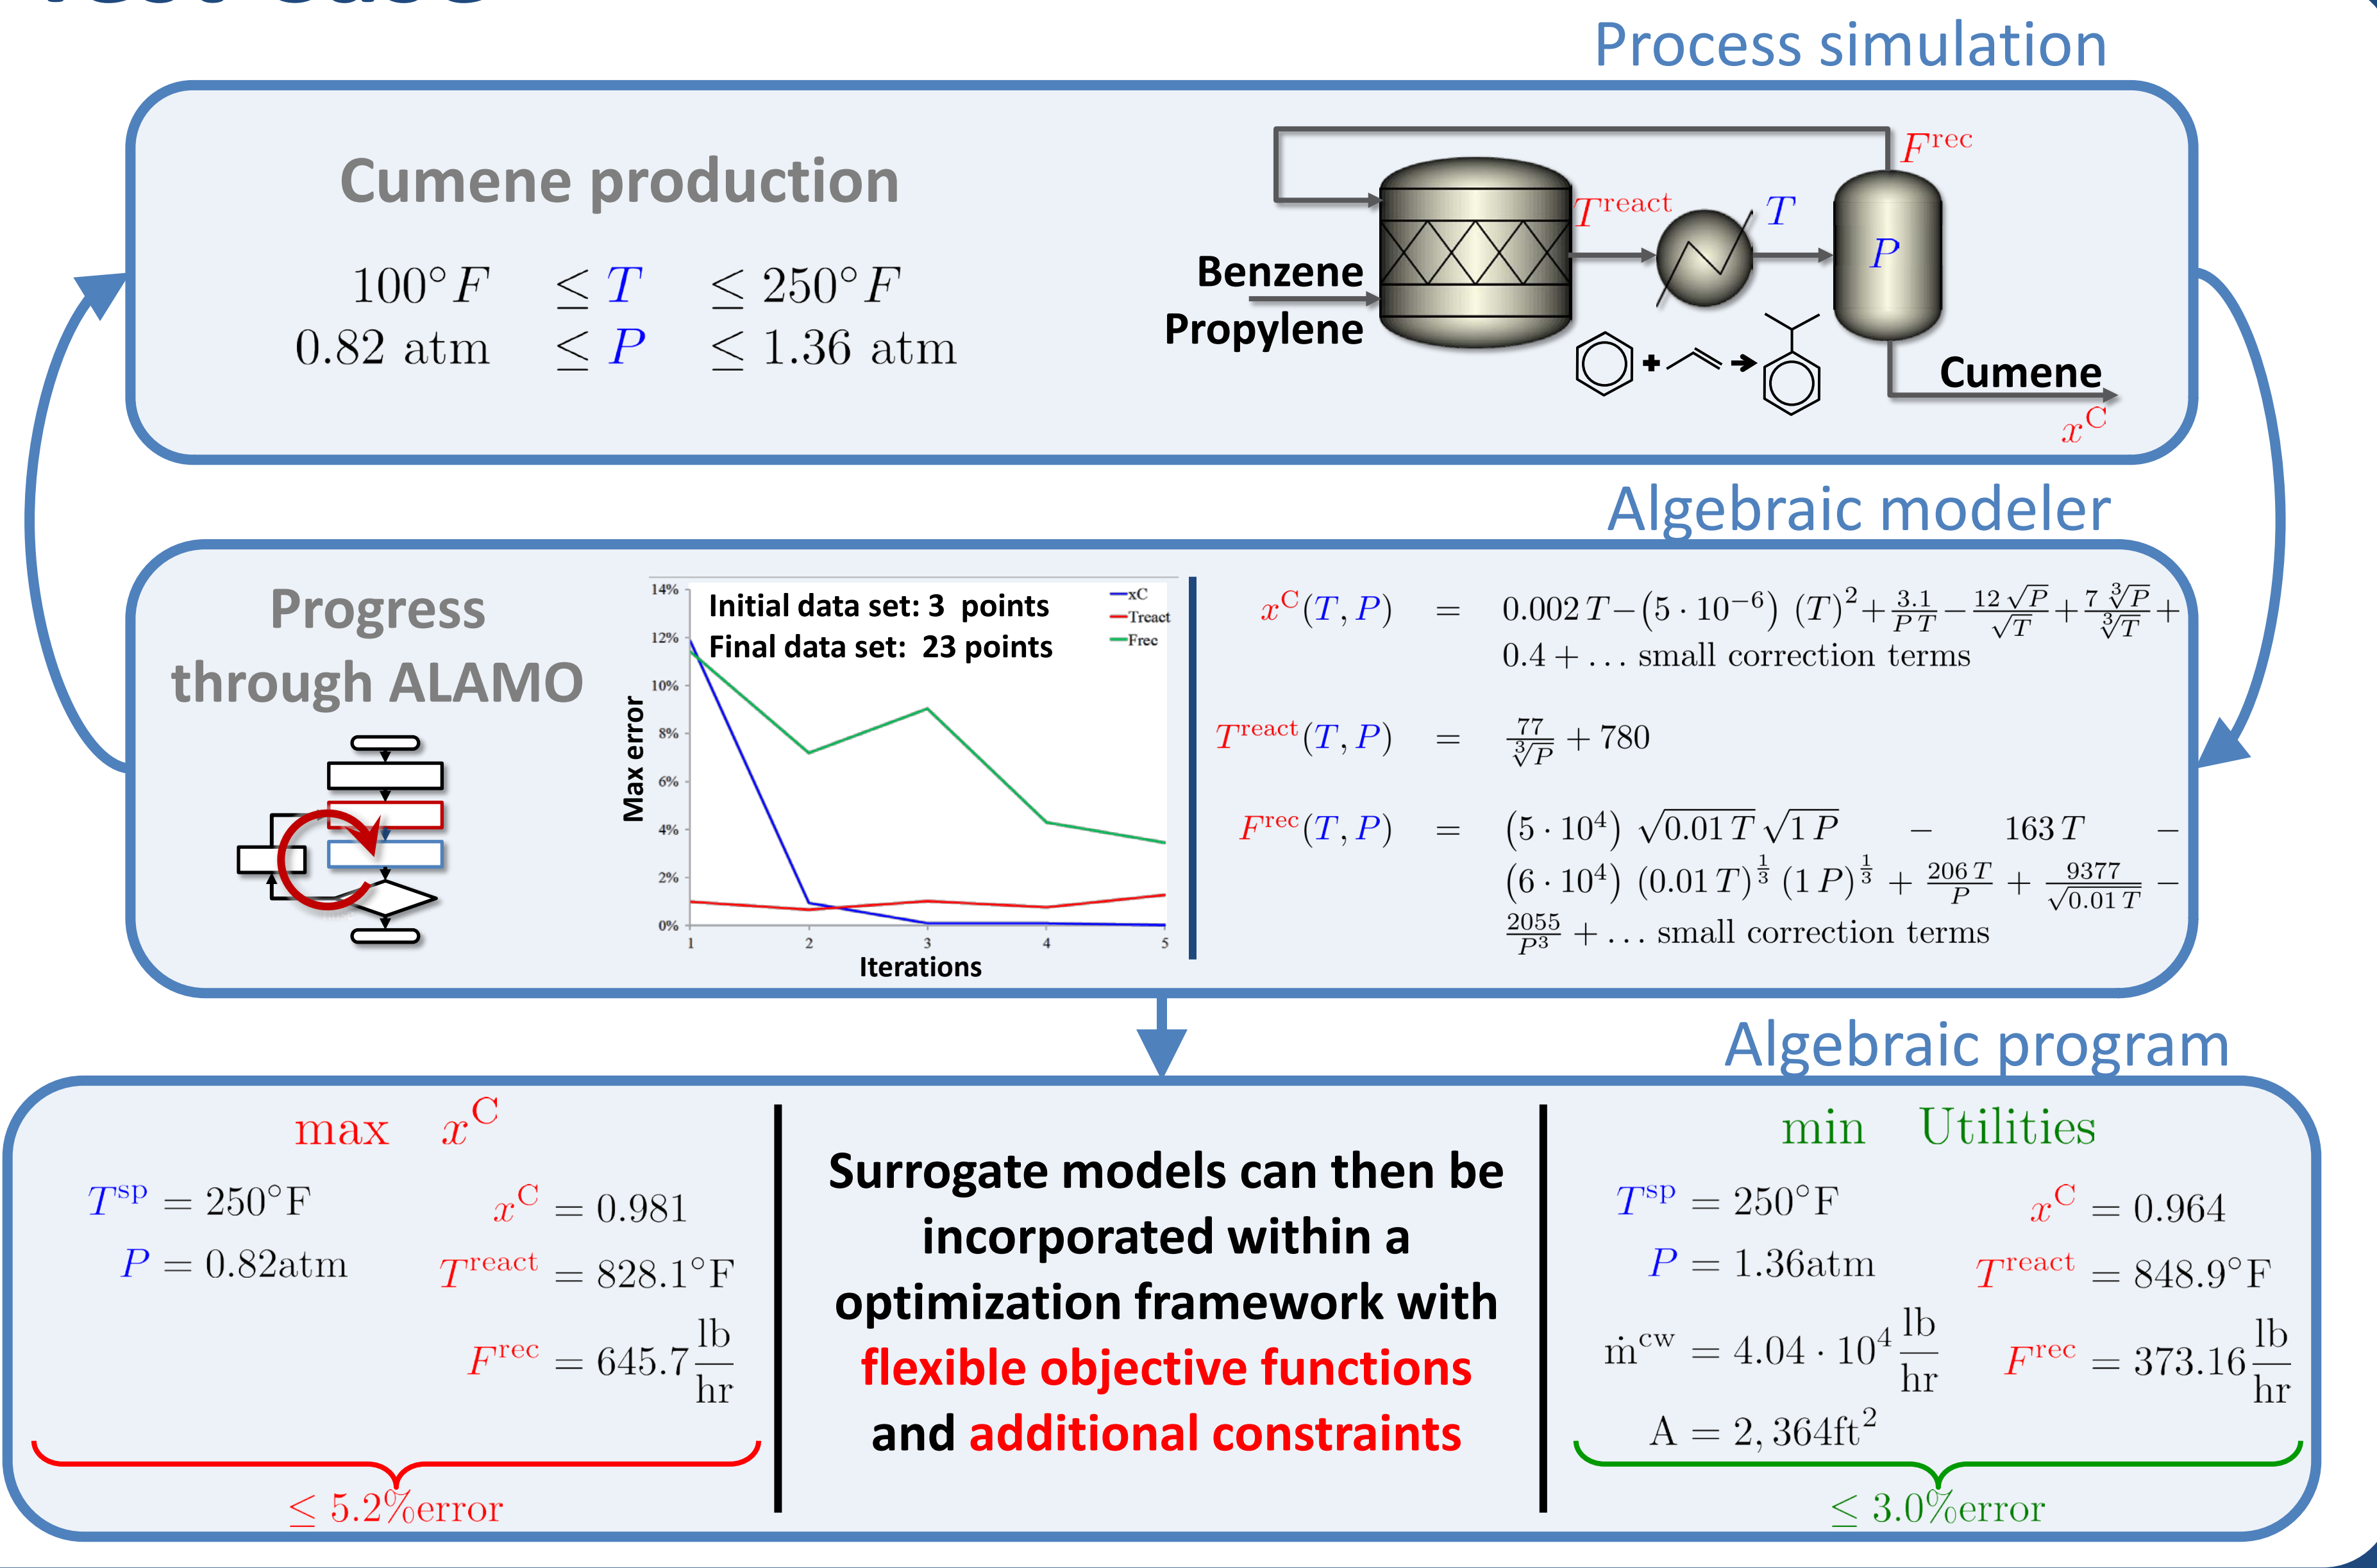 Process simulation
Cumene production
100°F ≤ T ≤ 250°F
0.82 atm ≤ P ≤ 1.36 atm
F^rec
T^react
T
P
Benzene
Propylene
+
Cumene
x^C
Algebraic modeler
Progress
through ALAMO
14%
12%
10%
8%
6%
4%
2%
0%
Max error
Initial data set: 3 points
Final data set: 23 points
xC
Treact
Frec
1 2 3 4 5
Iterations
x^C(T, P) = 0.002 T − (5 · 10^−6) (T)^2 + 3.1/(P T) − 12 √P/√T + 7 ∛P/∛T +
0.4 + … small correction terms
T^react(T, P) = 77/∛P + 780
F^rec(T, P) = (5 · 10^4) √(0.01 T) √(1 P) − 163 T −
(6 · 10^4) (0.01 T)^(1/3) (1 P)^(1/3) + 206 T/P + 9377/√(0.01 T) −
2055/P^3 + … small correction terms
Algebraic program
max x^C
T^sp = 250°F
P = 0.82atm
x^C = 0.981
T^react = 828.1°F
F^rec = 645.7 lb/hr
≤ 5.2%error
Surrogate models can then be
incorporated within a
optimization framework with
flexible objective functions
and additional constraints
min Utilities
T^sp = 250°F
P = 1.36atm
ṁ^cw = 4.04 · 10^4 lb/hr
A = 2, 364ft^2
x^C = 0.964
T^react = 848.9°F
F^rec = 373.16 lb/hr
≤ 3.0%error